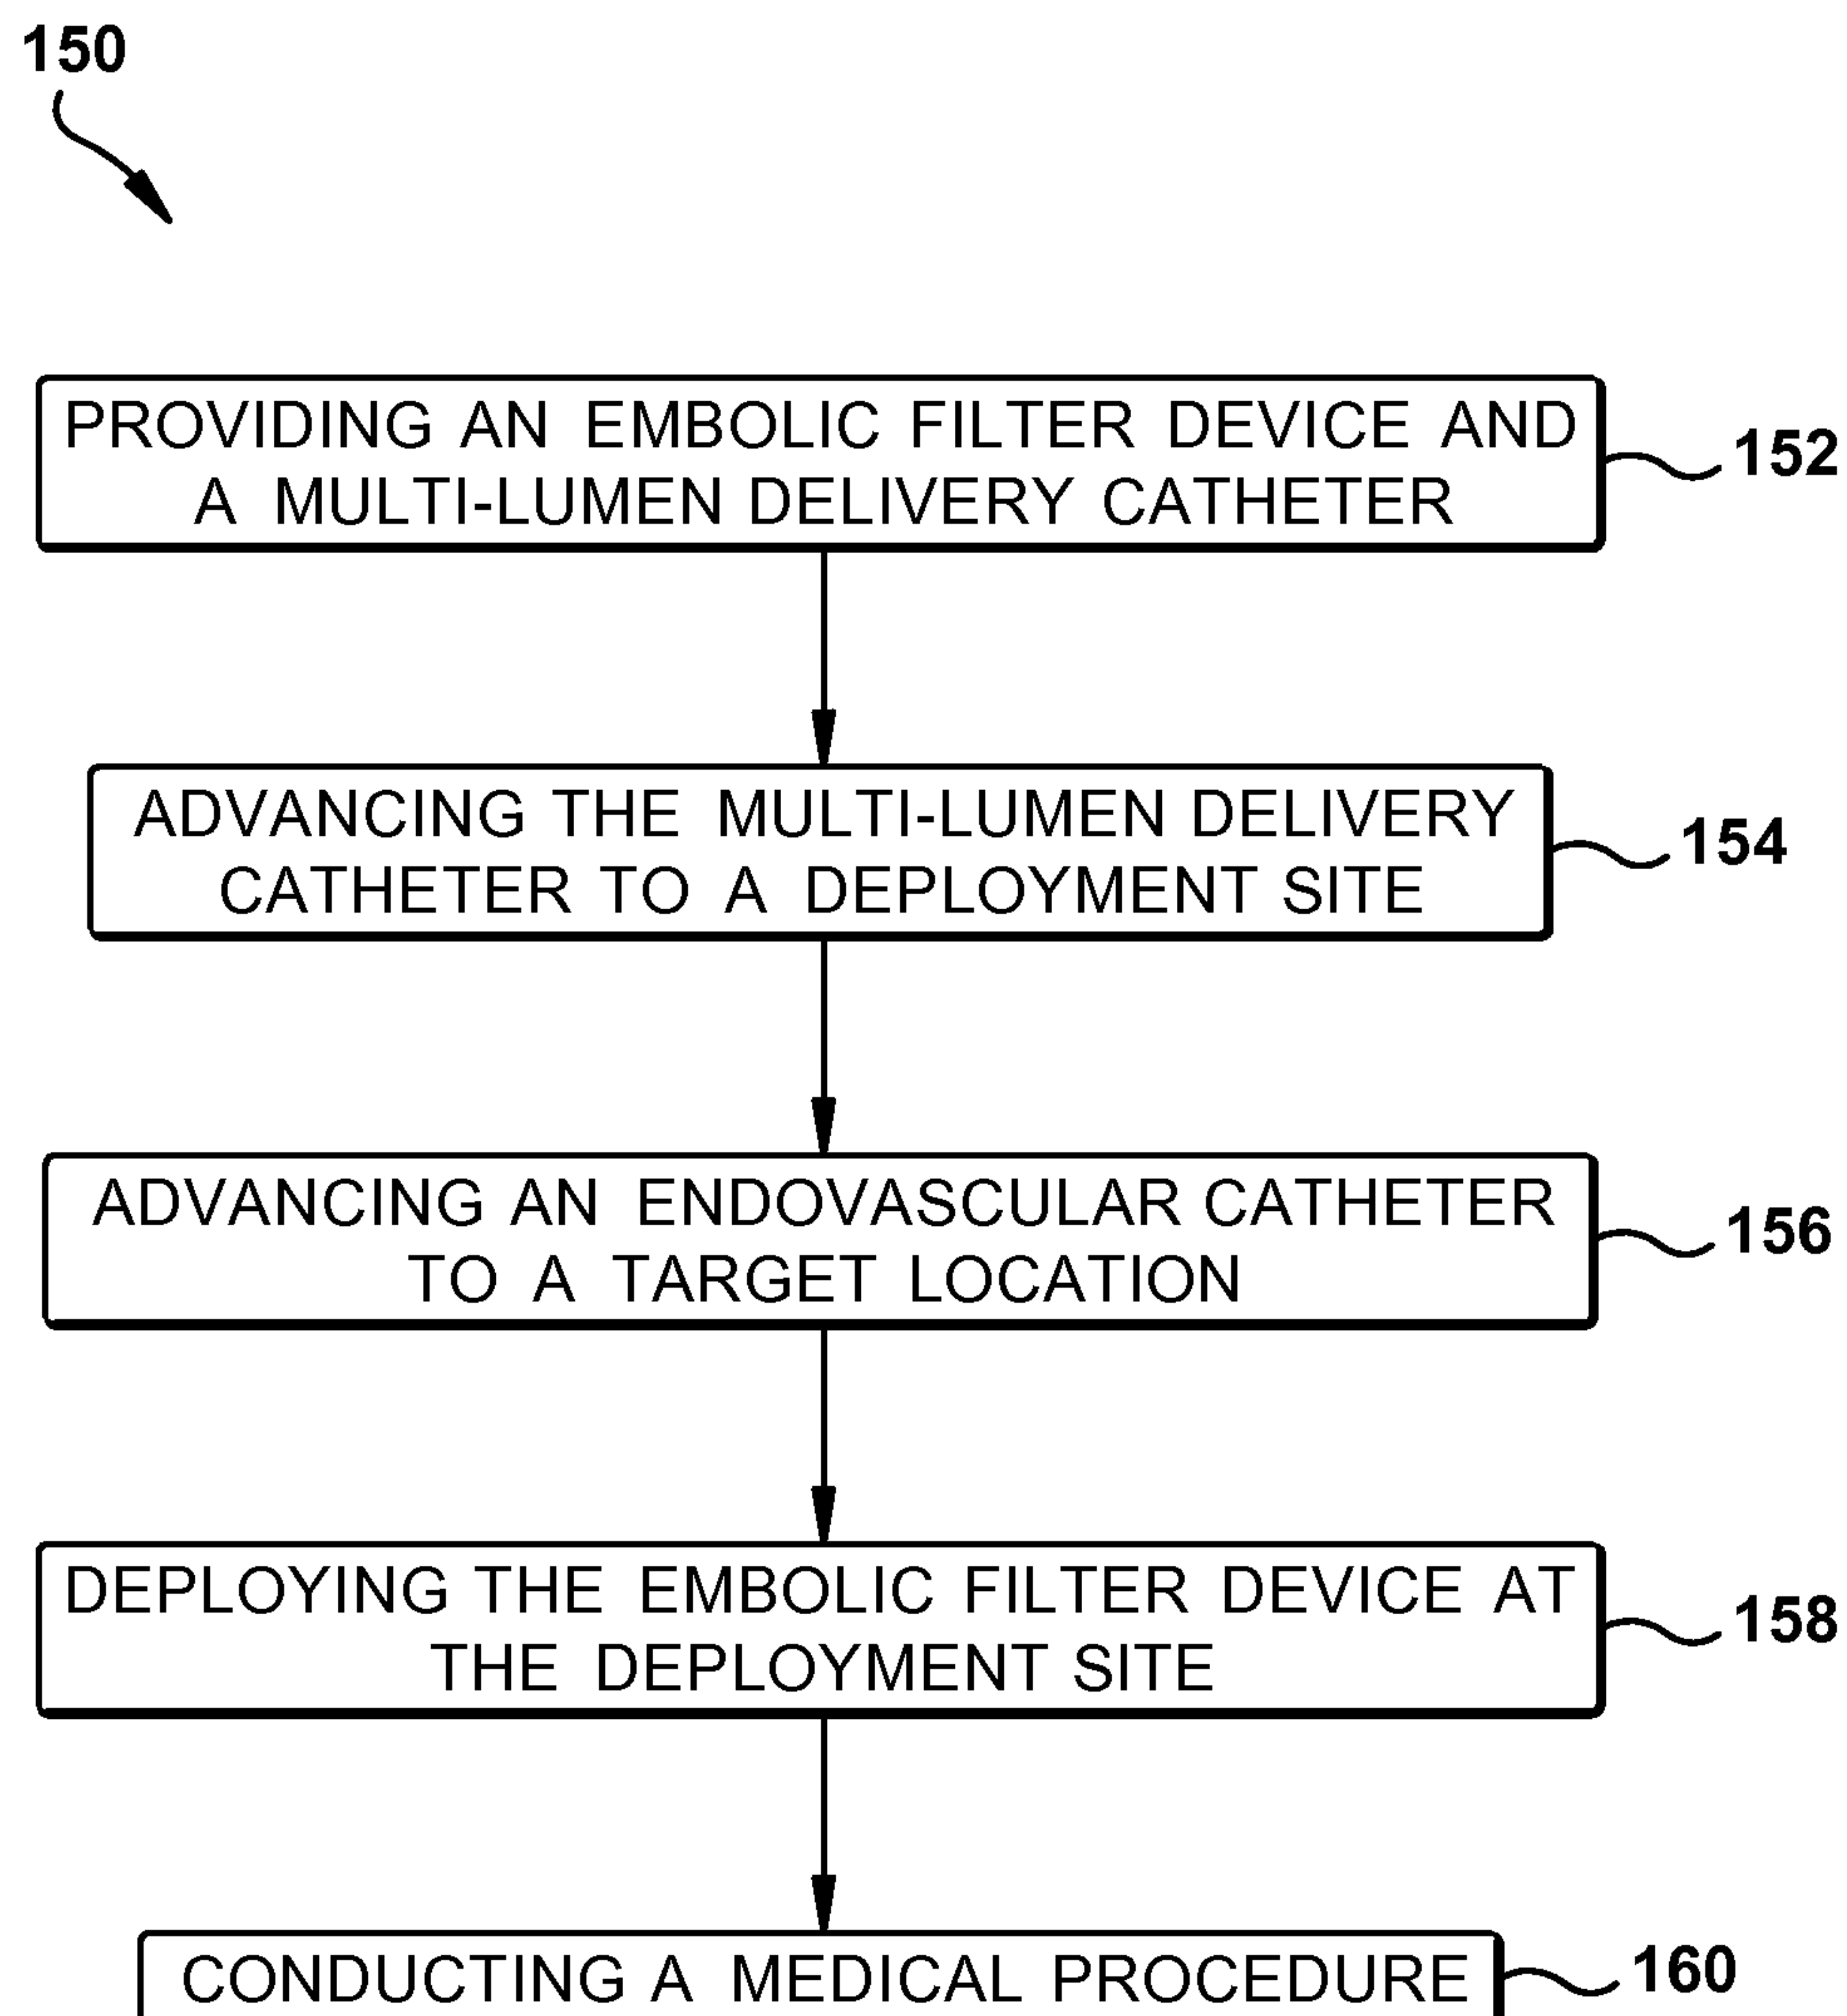 150
PROVIDING AN EMBOLIC FILTER DEVICE AND
A MULTI-LUMEN DELIVERY CATHETER
152
ADVANCING THE MULTI-LUMEN DELIVERY
CATHETER TO A DEPLOYMENT SITE
154
ADVANCING AN ENDOVASCULAR CATHETER
TO A TARGET LOCATION
156
DEPLOYING THE EMBOLIC FILTER DEVICE AT
THE DEPLOYMENT SITE
158
CONDUCTING A MEDICAL PROCEDURE
160